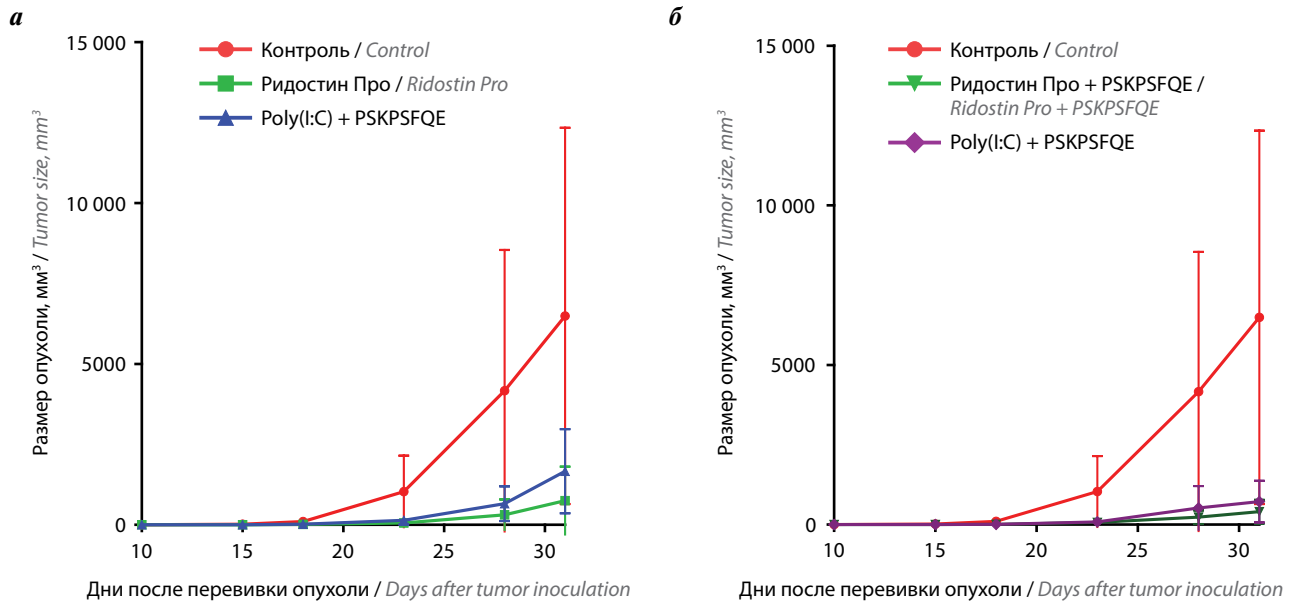 а
15 000
10 000
5000
0
Размер опухоли, мм³ / Tumor size, mm³
Контроль / Control
Ридостин Про / Ridostin Pro
Poly(I:C) + PSKPSFQE
10 15 20 25 30
Дни после перевивки опухоли / Days after tumor inoculation
б
15 000
10 000
5000
0
Размер опухоли, мм³ / Tumor size, mm³
Контроль / Control
Ридостин Про + PSKPSFQE /
Ridostin Pro + PSKPSFQE
Poly(I:C) + PSKPSFQE
10 15 20 25 30
Дни после перевивки опухоли / Days after tumor inoculation